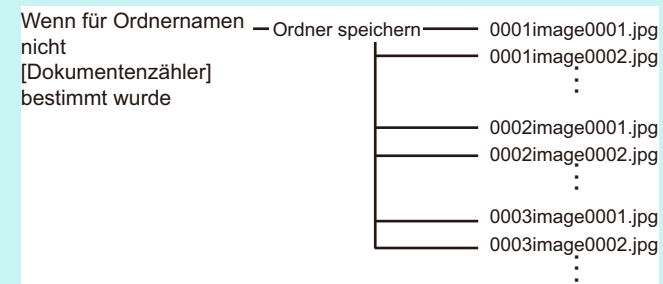 Wenn für Ordnernamen
nicht
[Dokumentenzähler]
bestimmt wurde
Ordner speichern
0001image0001.jpg
0001image0002.jpg
0002image0001.jpg
0002image0002.jpg
0003image0001.jpg
0003image0002.jpg